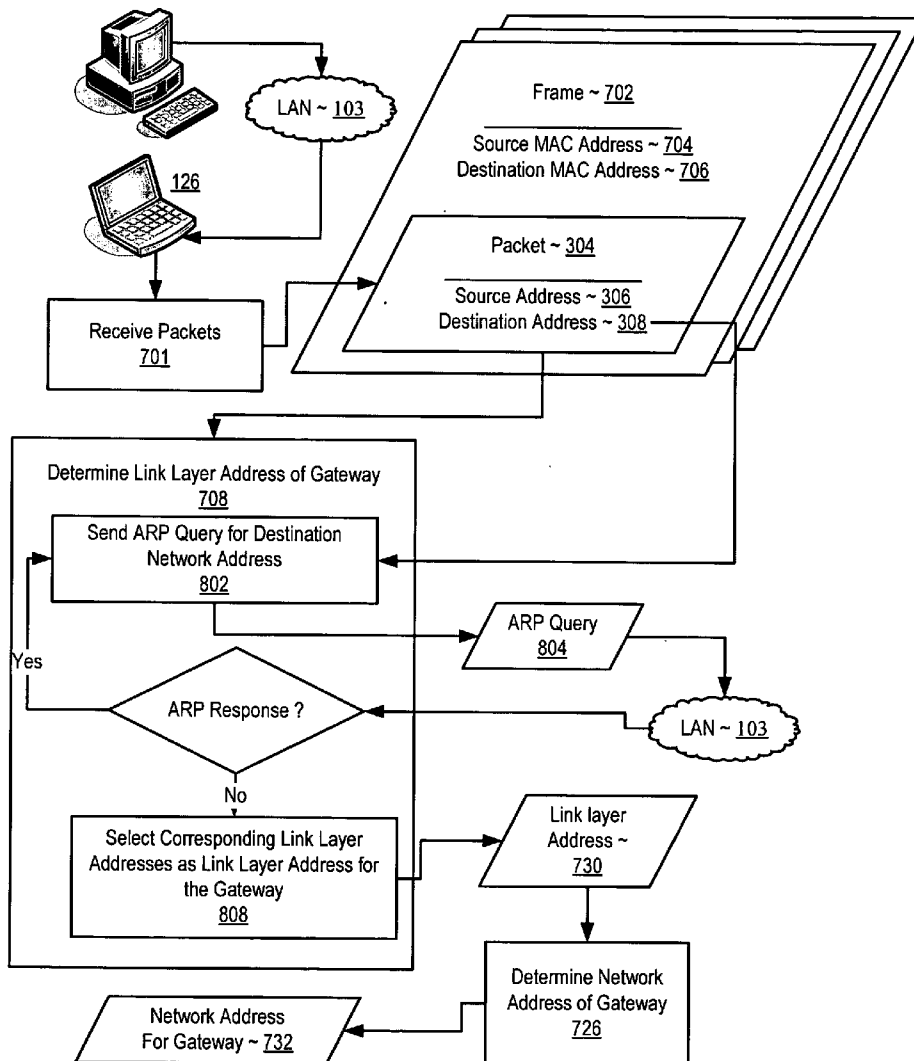 LAN ~ 103
126
Frame ~ 702
Source MAC Address ~ 704
Destination MAC Address ~ 706
Packet ~ 304
Source Address ~ 306
Destination Address ~ 308
Receive Packets
701
Determine Link Layer Address of Gateway
708
Send ARP Query for Destination
Network Address
802
ARP Query
804
Yes
ARP Response ?
LAN ~ 103
No
Select Corresponding Link Layer
Addresses as Link Layer Address for
the Gateway
808
Link layer
Address ~
730
Determine Network
Address of Gateway
726
Network Address
For Gateway ~ 732